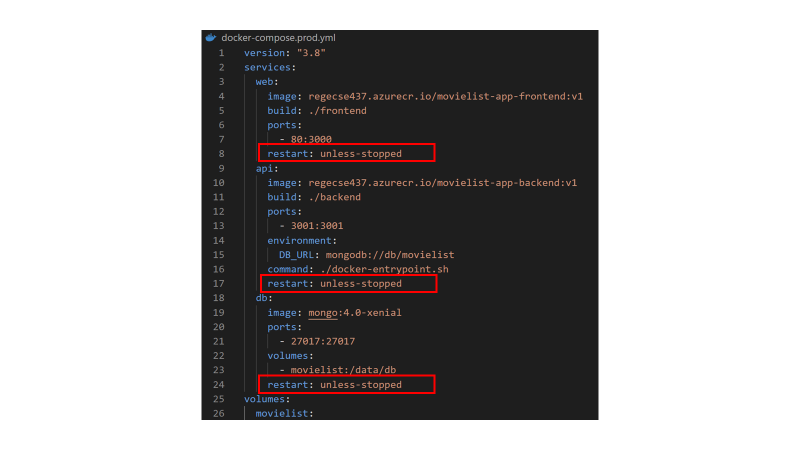 docker-compose.prod.yml
1 version: "3.8"
2 services:
3 web:
4 image: regecse437.azurecr.io/movielist-app-frontend:v1
5 build: ./frontend
6 ports:
7 - 80:3000
8 restart: unless-stopped
9 api:
10 image: regecse437.azurecr.io/movielist-app-backend:v1
11 build: ./backend
12 ports:
13 - 3001:3001
14 environment:
15 DB_URL: mongodb://db/movielist
16 command: ./docker-entrypoint.sh
17 restart: unless-stopped
18 db:
19 image: mongo:4.0-xenial
20 ports:
21 - 27017:27017
22 volumes:
23 - movielist:/data/db
24 restart: unless-stopped
25 volumes:
26 movielist: